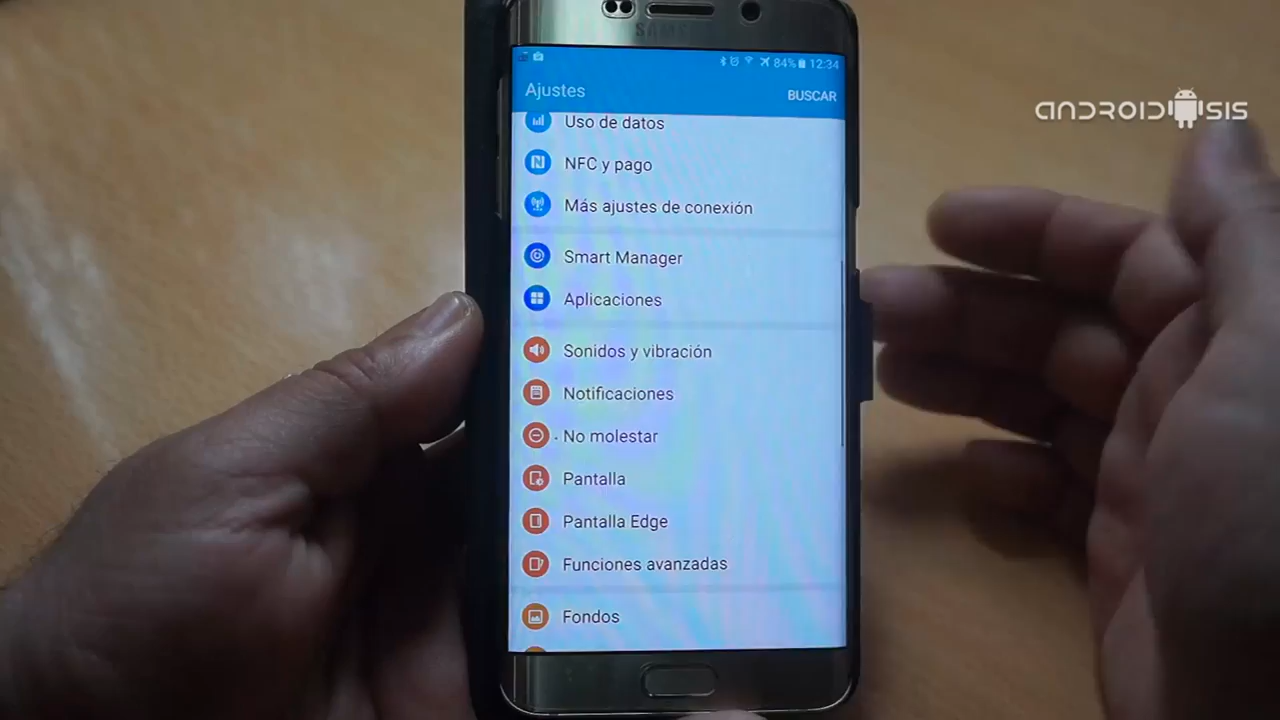 SAMSUNG
84% 12:34
Ajustes
BUSCAR
ANDROIDSIS
Uso de datos
NFC y pago
Más ajustes de conexión
Smart Manager
Aplicaciones
Sonidos y vibración
Notificaciones
No molestar
Pantalla
Pantalla Edge
Funciones avanzadas
Fondos